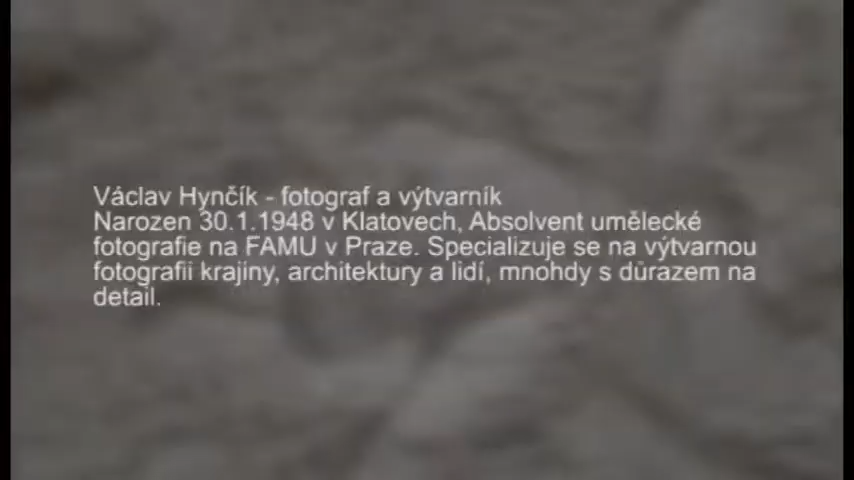 Václav Hynčík - fotograf a výtvarník
Narozen 30.1.1948 v Klatovech, Absolvent umělecké
fotografie na FAMU v Praze. Specializuje se na výtvarnou
fotografii krajiny, architektury a lidí, mnohdy s důrazem na
detail.